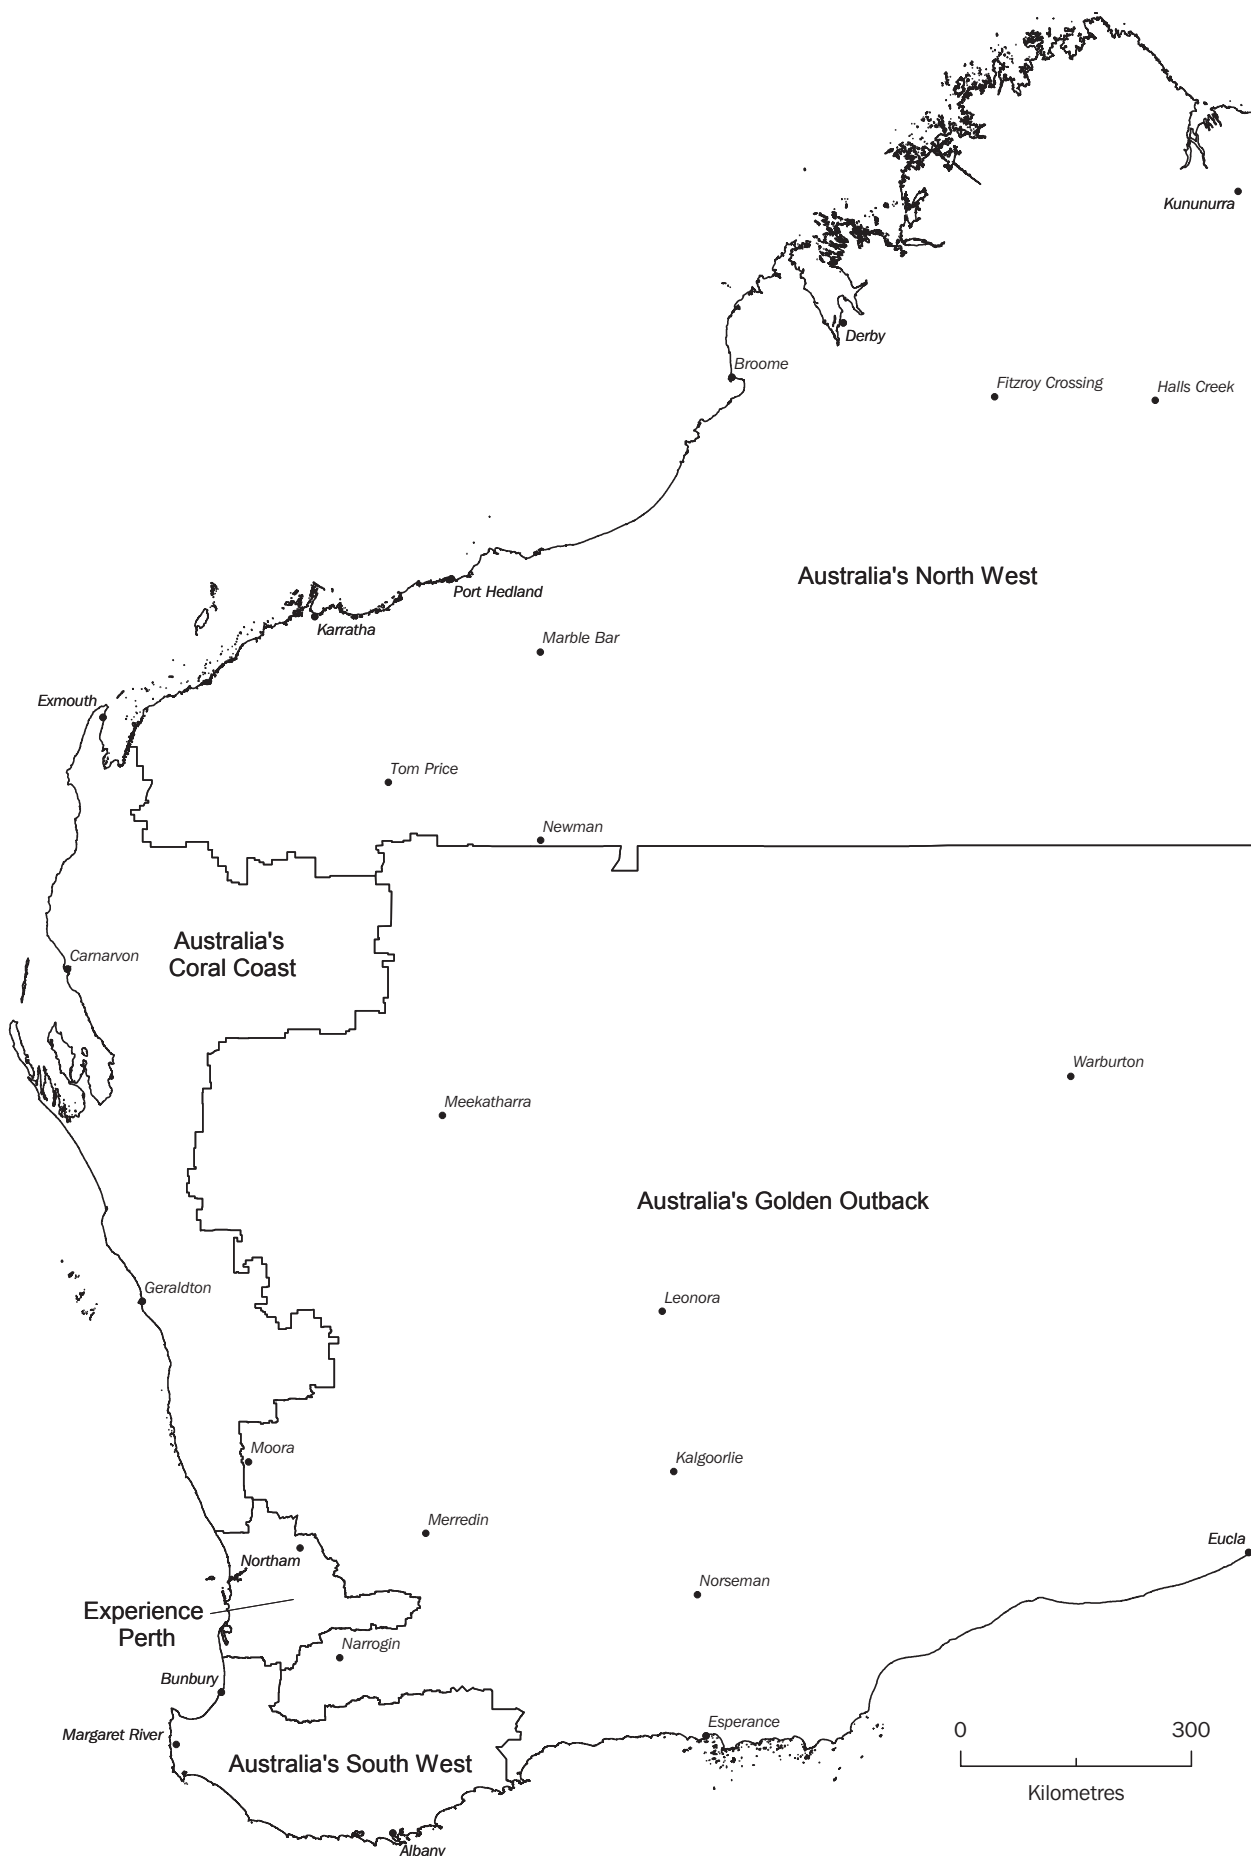 Kununurra
Derby
Broome
Fitzroy Crossing
Halls Creek
Australia's North West
Port Hedland
Karratha
Marble Bar
Exmouth
Tom Price
Newman
Australia's
Coral Coast
Carnarvon
Warburton
Meekatharra
Australia's Golden Outback
Geraldton
Leonora
Moora
Kalgoorlie
Merredin
Eucla
Northam
Norseman
Experience
Perth
Narrogin
Bunbury
Esperance
Margaret River
0 300
Australia's South West
Kilometres
Albany